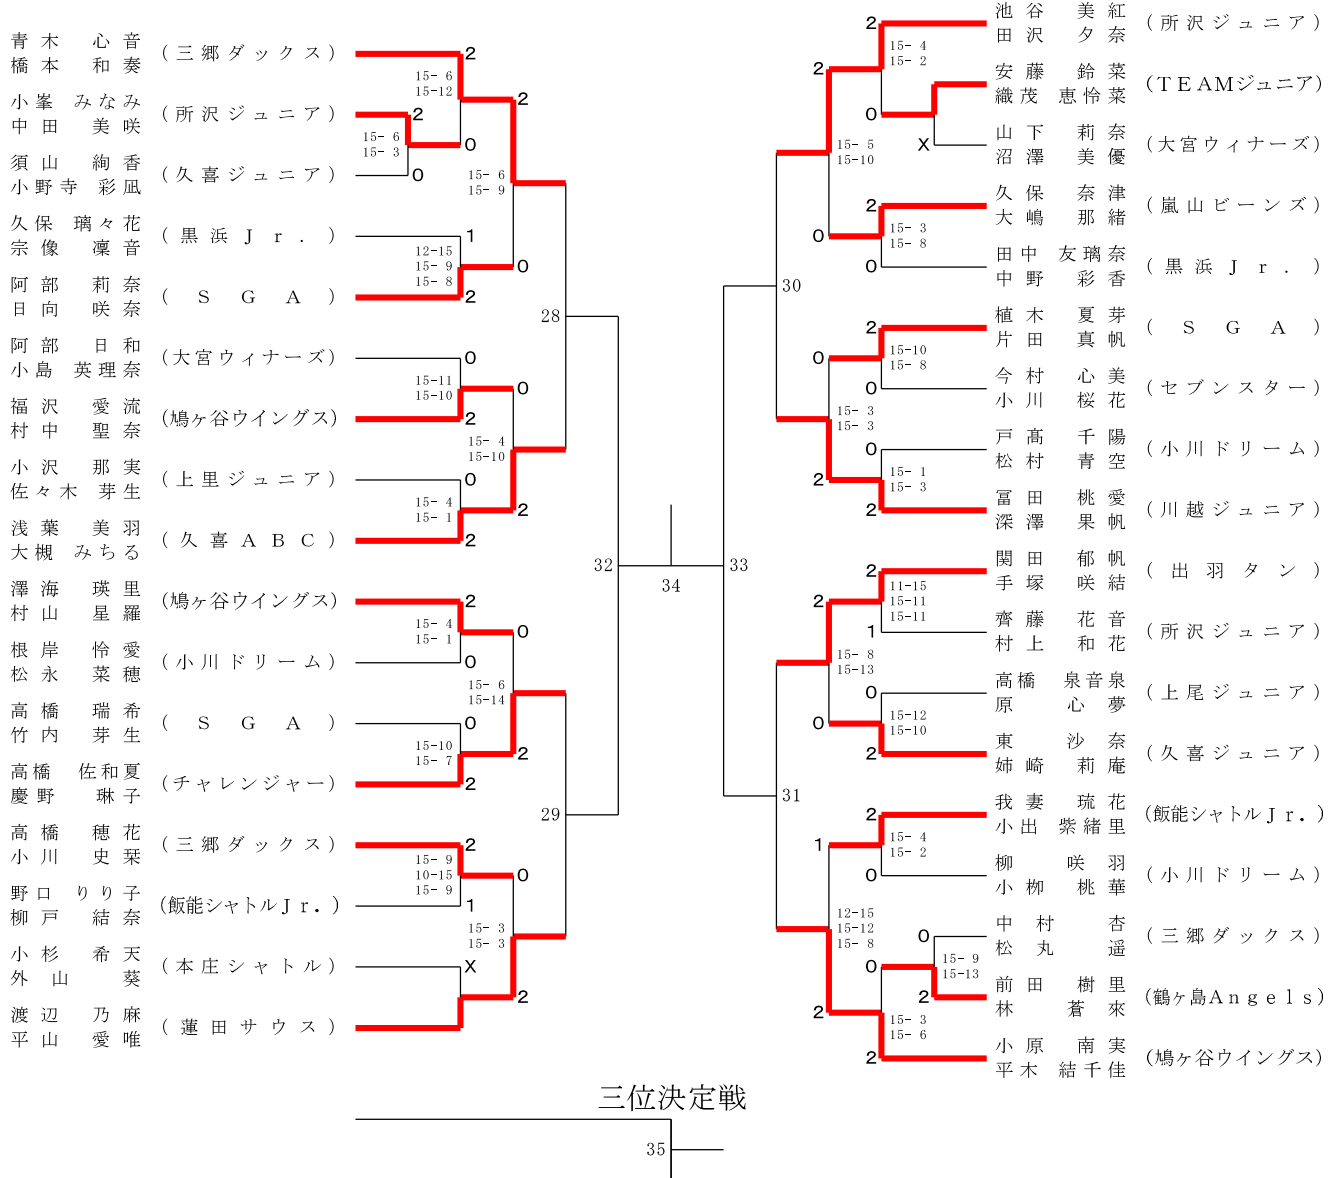 青木 心音
橋本 和奏
(三郷ダックス)
2
15- 6
15-12
2
小峯 みなみ
中田 美咲
(所沢ジュニア)
2
15- 6
15- 3
0
須山 絢香
小野寺 彩凪
(久喜ジュニア)
0
15- 6
15- 9
久保 璃々花
宗像 凜音
(黒浜Jr.)
1
12-15
15- 9
15- 8
0
阿部 莉奈
日向 咲奈
(SGA)
2
28
阿部 日和
小島 英理奈
(大宮ウィナーズ)
0
15-11
15-10
0
福沢 愛流
村中 聖奈
(鳩ヶ谷ウイングス)
2
15- 4
15-10
小沢 那実
佐々木 芽生
(上里ジュニア)
0
15- 4
15- 1
2
浅葉 美羽
大槻 みちる
(久喜ABC)
2
32
澤海 瑛里
村山 星羅
(鳩ヶ谷ウイングス)
2
15- 4
15- 1
0
根岸 怜愛
松永 菜穂
(小川ドリーム)
0
15- 6
15-14
高橋 瑞希
竹内 芽生
(SGA)
0
15-10
15- 7
2
高橋 佐和夏
慶野 琳子
(チャレンジャー)
2
29
高橋 穂花
小川 史栞
(三郷ダックス)
2
15- 9
10-15
15- 9
0
野口 りり子
柳戸 結奈
(飯能シャトルJr.)
1
15- 3
15- 3
小杉 希天
外山 葵
(本庄シャトル)
X
2
渡辺 乃麻
平山 愛唯
(蓮田サウス)
34
池谷 美紅
田沢 夕奈
(所沢ジュニア)
2
15- 4
15- 2
2
安藤 鈴菜
織茂 恵怜菜
(TEAMジュニア)
0
山下 莉奈
沼澤 美優
(大宮ウィナーズ)
X
15- 5
15-10
久保 奈津
大嶋 那緒
(嵐山ビーンズ)
2
15- 3
15- 8
0
田中 友璃奈
中野 彩香
(黒浜Jr.)
0
30
植木 夏芽
片田 真帆
(SGA)
2
15-10
15- 8
0
今村 心美
小川 桜花
(セブンスター)
0
15- 3
15- 3
戸髙 千陽
松村 青空
(小川ドリーム)
0
15- 1
15- 3
2
冨田 桃愛
深澤 果帆
(川越ジュニア)
2
33
関田 郁帆
手塚 咲結
(出羽タン)
2
11-15
15-11
15-11
2
齊藤 花音
村上 和花
(所沢ジュニア)
1
15- 8
15-13
高橋 泉音泉
原 心夢
(上尾ジュニア)
0
15-12
15-10
0
東 沙奈
姉崎 莉庵
(久喜ジュニア)
2
31
我妻 琉花
小出 紫緒里
(飯能シャトルJr.)
2
15- 4
15- 2
1
柳 咲羽
小栁 桃華
(小川ドリーム)
0
12-15
15-12
15- 8
中村 杏
松丸 遥
(三郷ダックス)
0
15- 9
15-13
0
前田 樹里
林 蒼來
(鶴ヶ島Angels)
2
15- 3
15- 6
2
小原 南実
平木 結千佳
(鳩ヶ谷ウイングス)
2
三位決定戦
35